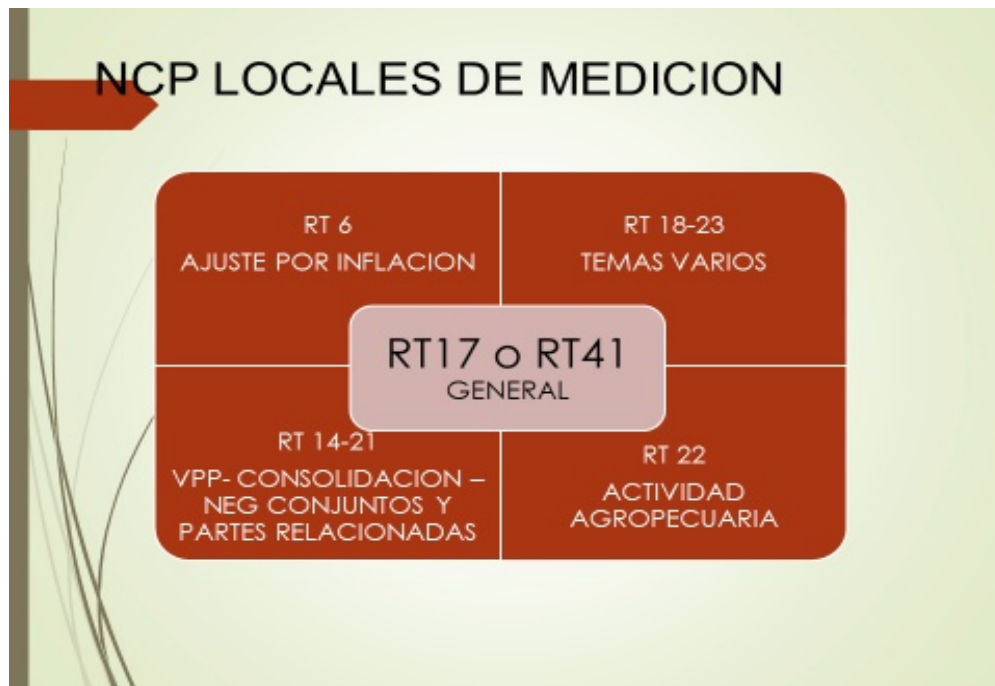 NCP LOCALES DE MEDICION
RT 6
AJUSTE POR INFLACION
RT 18-23
TEMAS VARIOS
RT17 o RT41
GENERAL
RT 14-21
VPP- CONSOLIDACION –
NEG CONJUNTOS Y
PARTES RELACIONADAS
RT 22
ACTIVIDAD
AGROPECUARIA